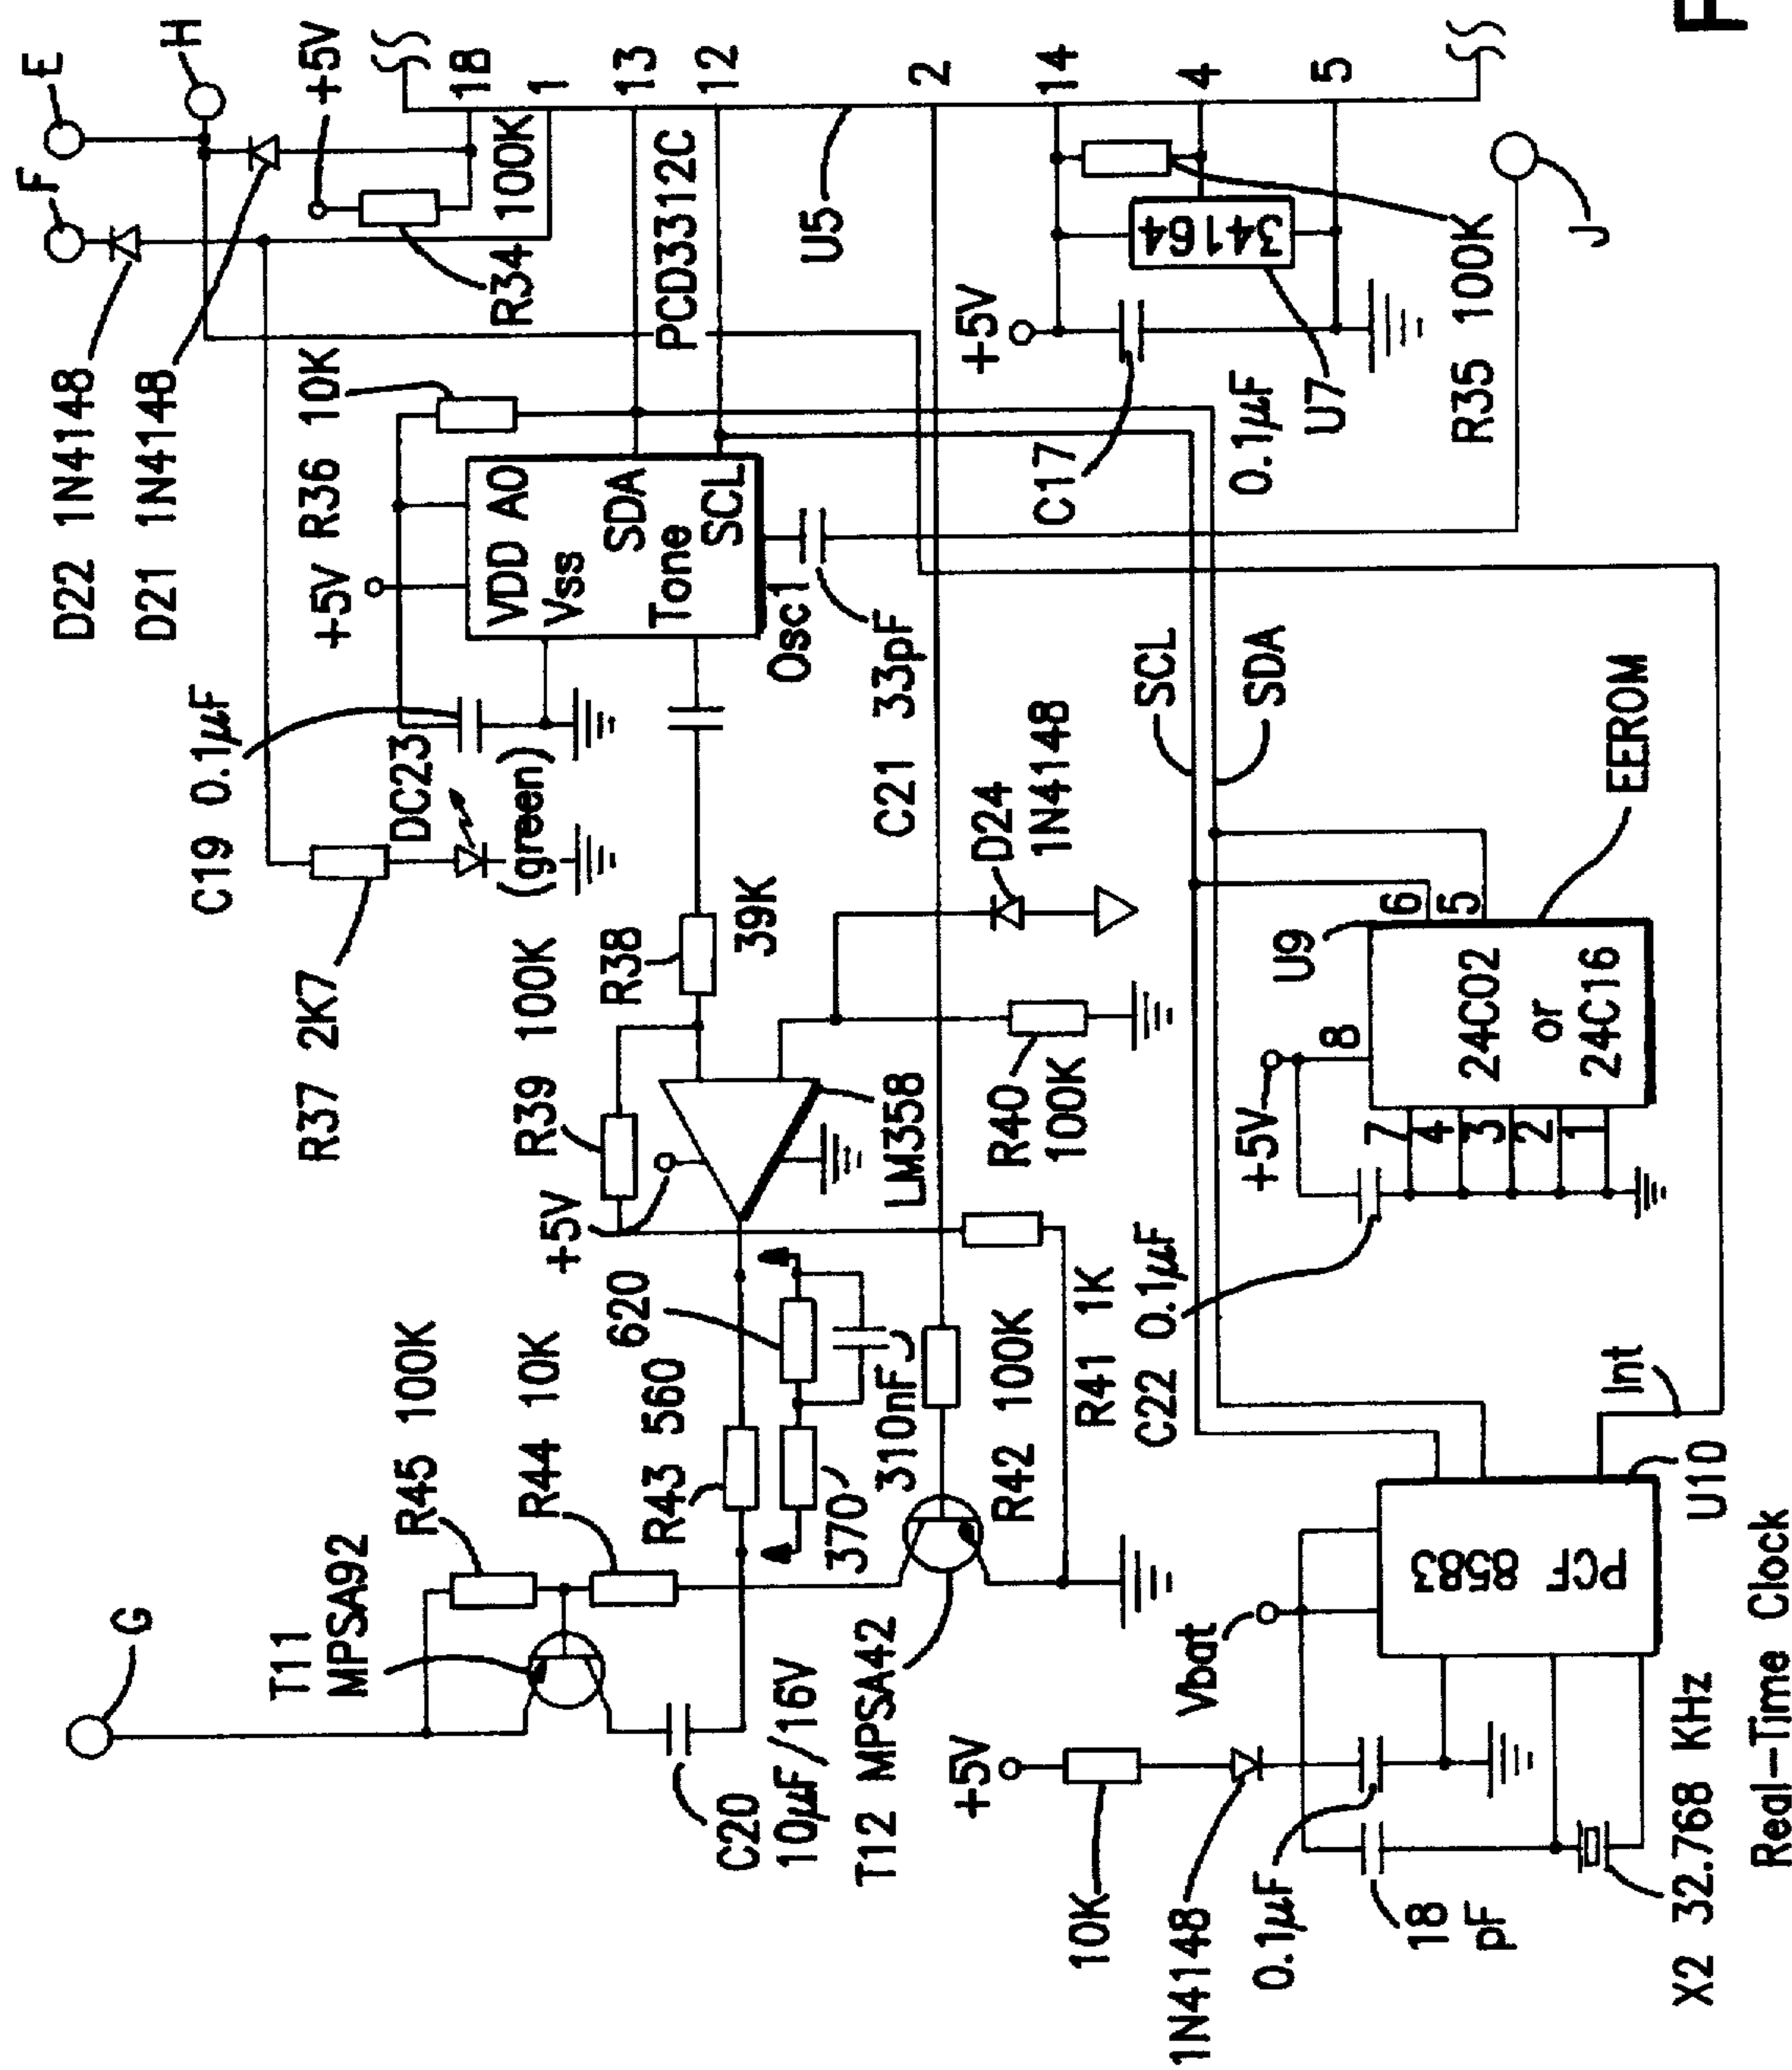 F
E
H
D22 1N4148
D21 1N4148
+5V
18
1
13
12
2
14
4
5
100K
R34
PCD3312C
U5
R36 10K
+5V
VDD A0
Vss
SDA
Tone
SCL
Osc1
C19 0.1µF
DC23
(green)
R37 2K7
C21 33pF
+5V
C17
0.1µF
34164
U7
R35 100K
J
R38
39K
R39 100K
+5V
LM358
D24
1N4148
R40
100K
SCL
SDA
G
T11
MPSA92
R45 100K
R44 10K
R43 560
620
370
310nF
R42 100K
R41 1K
C20
10µF/16V
T12 MPSA42
U9
EEROM
+5V
8
6
5
24C02
or
24C16
7
4
3
2
1
C22 0.1µF
Int
U10
PCF
8583
Vbat
+5V
10K
1N4148
0.1µF
18
pF
X2 32.768 KHz
Real-Time Clock
F